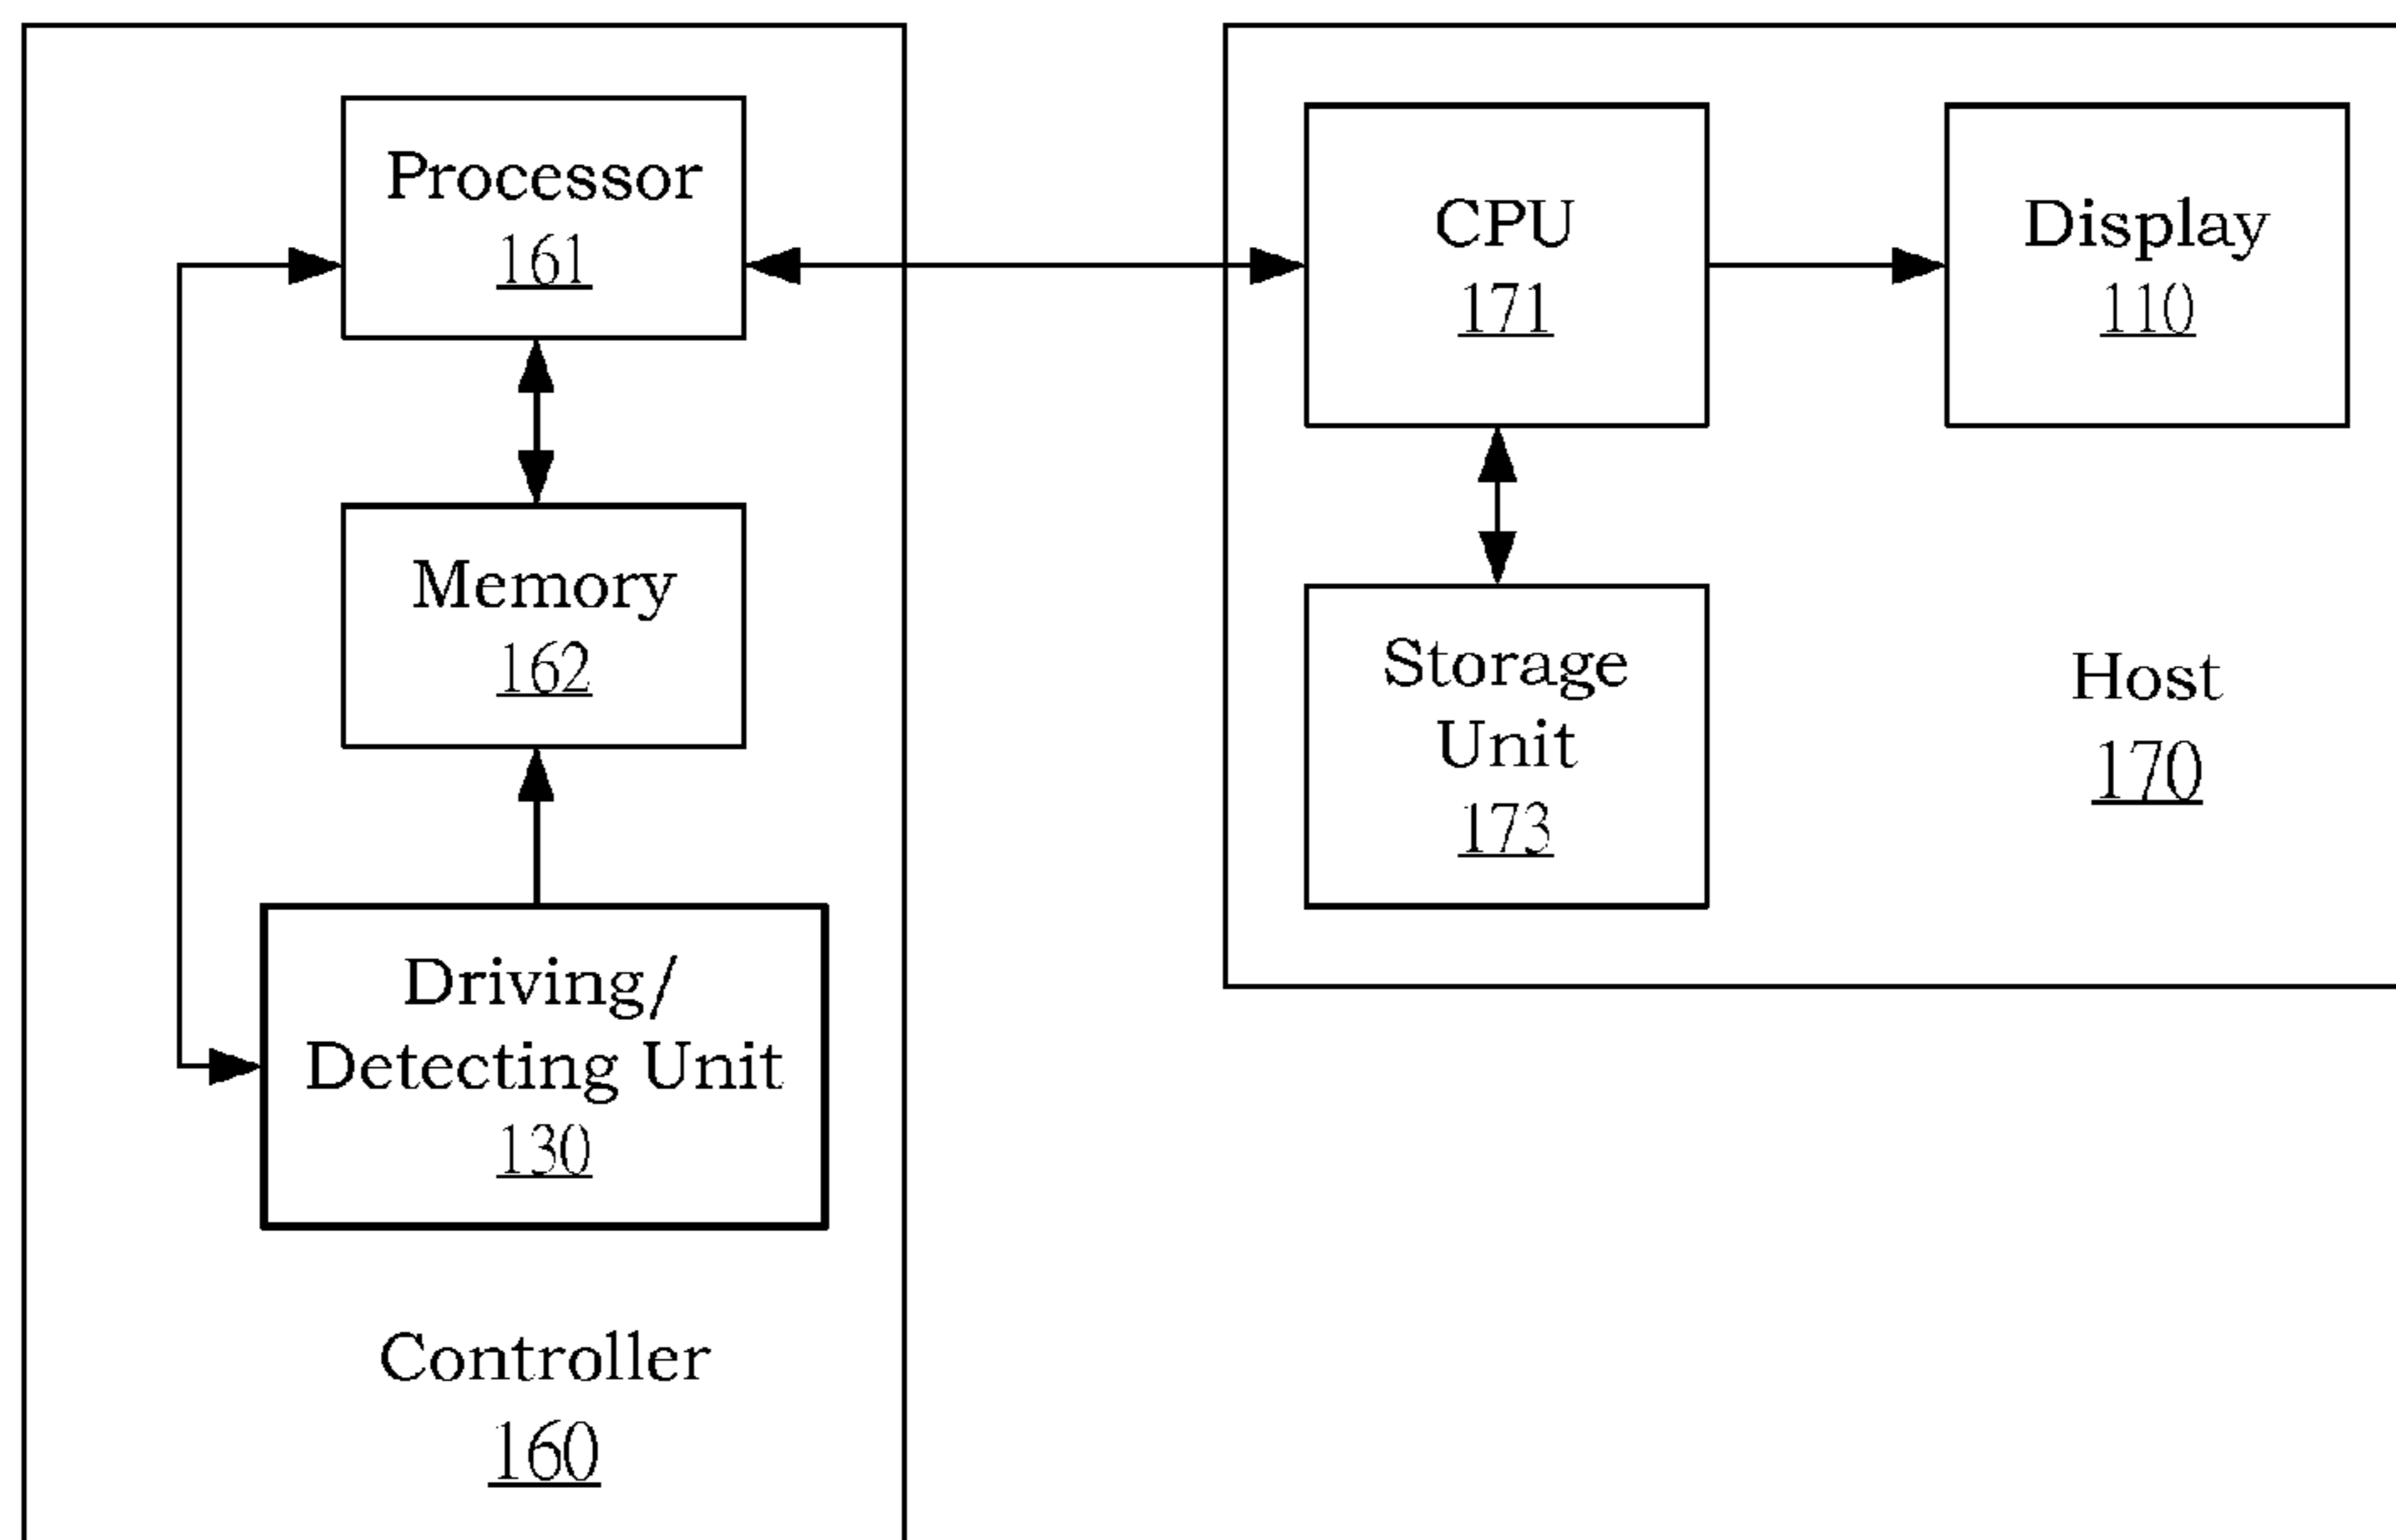 Processor
161
Memory
162
Driving/
Detecting Unit
130
Controller
160
CPU
171
Display
110
Storage
Unit
173
Host
170